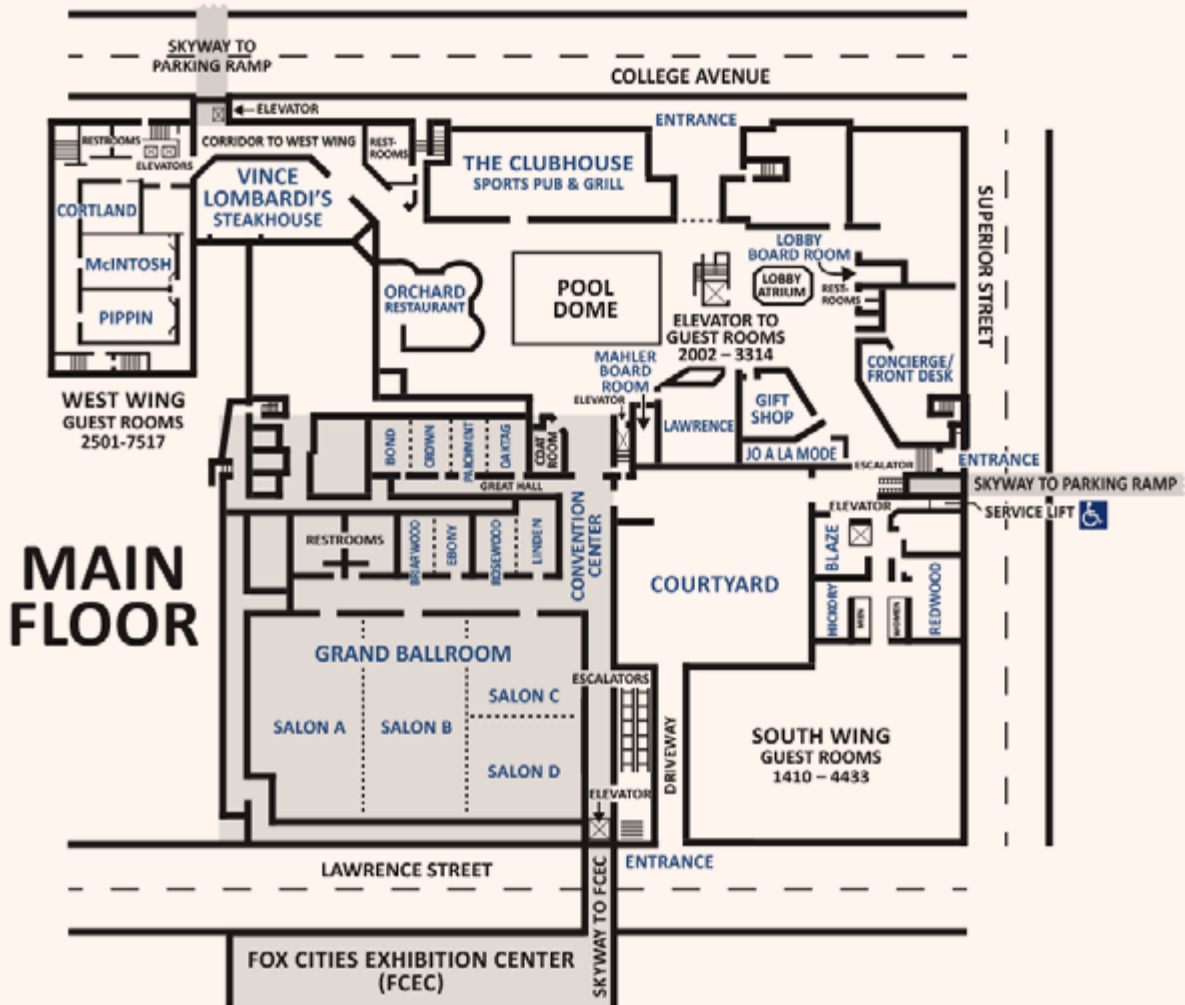 SKYWAY TO
PARKING RAMP
COLLEGE AVENUE
ELEVATOR
ENTRANCE
RESTROOMS
ELEVATORS
CORRIDOR TO WEST WING
REST-
ROOMS
THE CLUBHOUSE
SPORTS PUB & GRILL
VINCE
LOMBARDI'S
STEAKHOUSE
CORTLAND
McINTOSH
PIPPIN
SUPERIOR STREET
LOBBY
BOARD ROOM
LOBBY
ATRIUM
REST-
ROOMS
ORCHARD
RESTAURANT
POOL
DOME
ELEVATOR TO
GUEST ROOMS
2002 – 3314
MAHLER
BOARD
ROOM
ELEVATOR
CONCIERGE/
FRONT DESK
WEST WING
GUEST ROOMS
2501-7517
LAWRENCE
GIFT
SHOP
JO A LA MODE
BOND
CROWN
PARCHMENT
OAKTAG
COAT
ROOM
GREAT HALL
ESCALATOR
ENTRANCE
SKYWAY TO PARKING RAMP
SERVICE LIFT
ELEVATOR
MAIN
FLOOR
RESTROOMS
BRIARWOOD
EBONY
ROSEWOOD
LINDEN
CONVENTION
CENTER
COURTYARD
BLAZE
HICKORY
MEN
WOMEN
REDWOOD
GRAND BALLROOM
SALON A
SALON B
SALON C
SALON D
ESCALATORS
ELEVATOR
DRIVEWAY
SOUTH WING
GUEST ROOMS
1410 – 4433
LAWRENCE STREET
ENTRANCE
SKYWAY TO FCEC
FOX CITIES EXHIBITION CENTER
(FCEC)